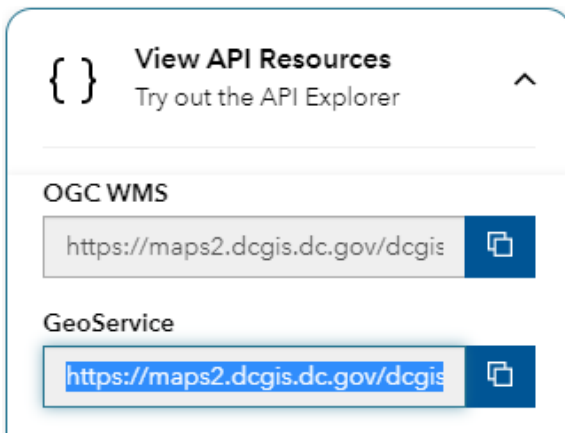 { } View API Resources
Try out the API Explorer
OGC WMS
https://maps2.dcgis.dc.gov/dcgis
GeoService
https://maps2.dcgis.dc.gov/dcgis